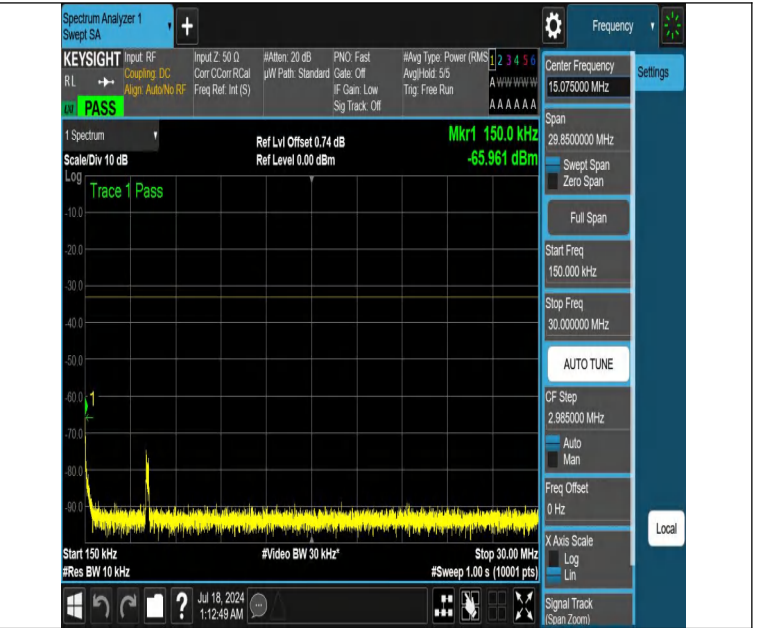 Spectrum Analyzer 1
Swept SA
+
Frequency
KEYSIGHT
RL
PASS
Input: RF
Coupling: DC
Align: Auto/No RF
Input Z: 50 Ω
Corr CCorr RCal
Freq Ref: Int (S)
#Atten: 20 dB
µW Path: Standard
PNO: Fast
Gate: Off
IF Gain: Low
Sig Track: Off
#Avg Type: Power (RMS
Avg|Hold: 5/5
Trig: Free Run
1 2 3 4 5 6
A W W W W W
A A A A A A
1 Spectrum
Scale/Div 10 dB
Ref Lvl Offset 0.74 dB
Ref Level 0.00 dBm
Mkr1 150.0 kHz
-65.961 dBm
Log
Trace 1 Pass
-10.0
-20.0
-30.0
-40.0
-50.0
-60.0
1
-70.0
-80.0
-90.0
Start 150 kHz
#Res BW 10 kHz
#Video BW 30 kHz*
Stop 30.00 MHz
#Sweep 1.00 s (10001 pts)
?
Jul 18, 2024
1:12:49 AM
Center Frequency
15.075000 MHz
Settings
Span
29.8500000 MHz
Swept Span
Zero Span
Full Span
Start Freq
150.000 kHz
Stop Freq
30.000000 MHz
AUTO TUNE
CF Step
2.985000 MHz
Auto
Man
Freq Offset
0 Hz
Local
X Axis Scale
Log
Lin
Signal Track
(Span Zoom)